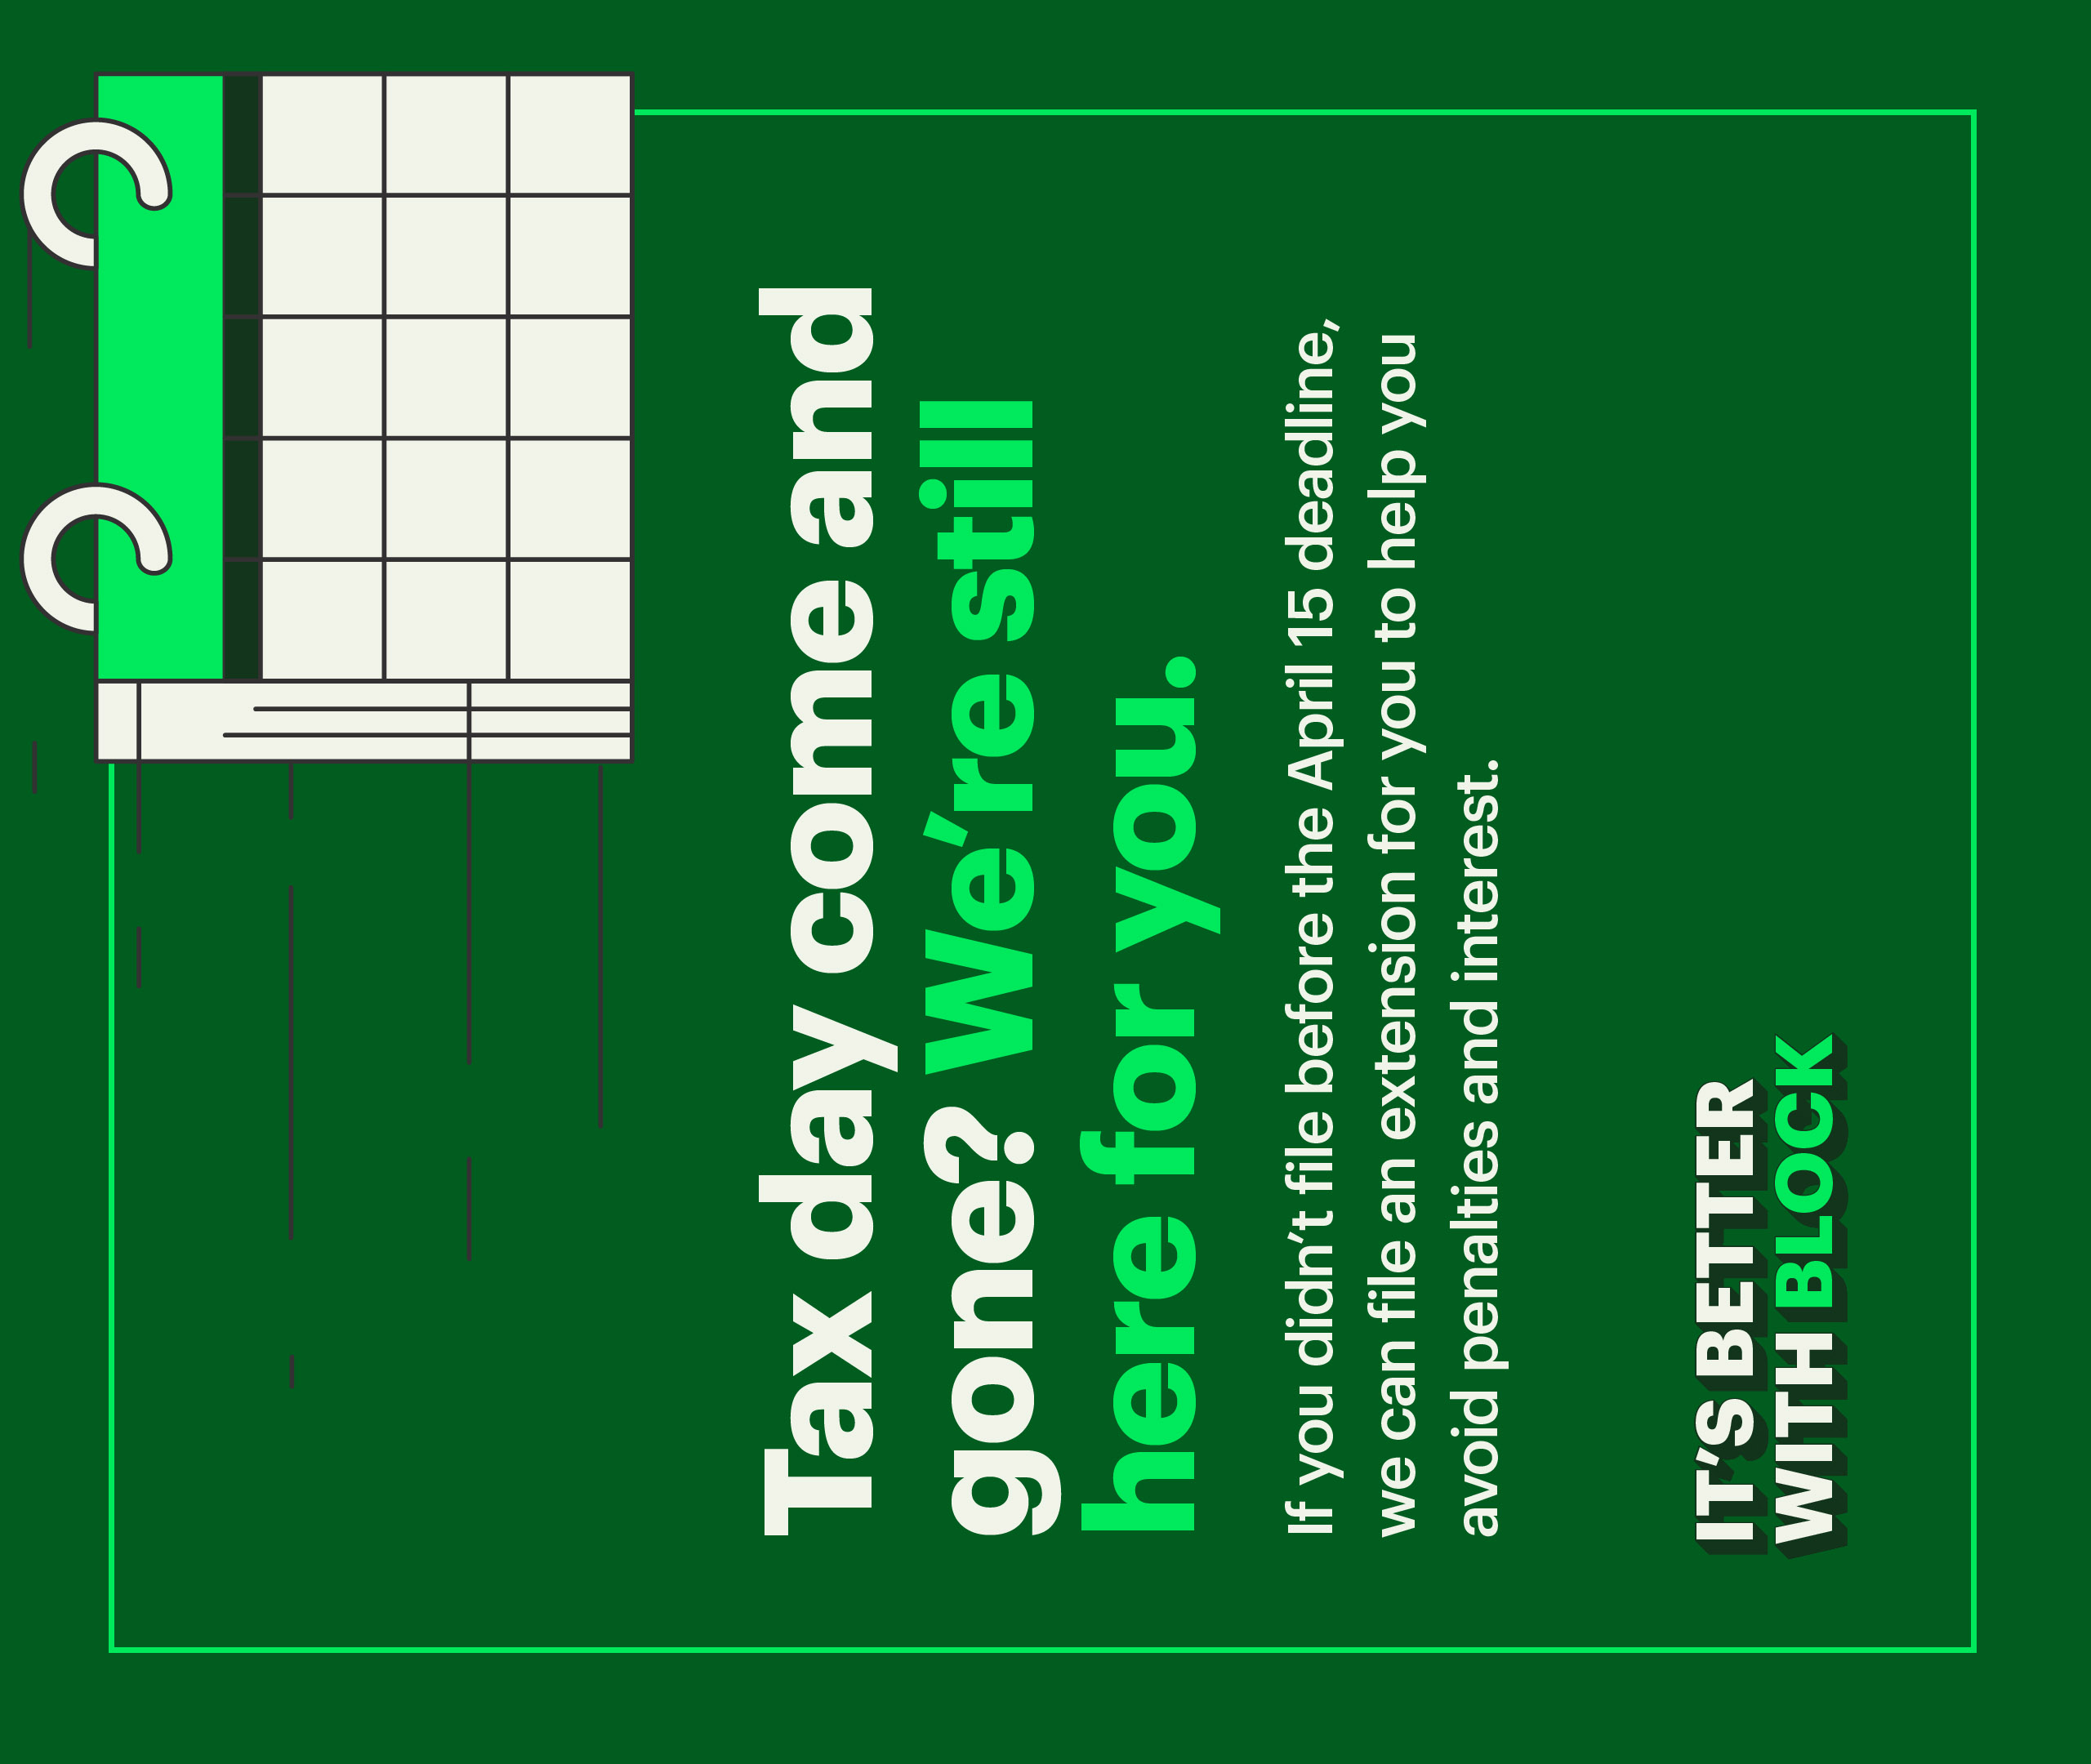 Tax day come and
gone? We’re still
here for you.
If you didn’t file before the April 15 deadline,
we can file an extension for you to help you
avoid penalties and interest.
IT’S BETTER
WITH BLOCK